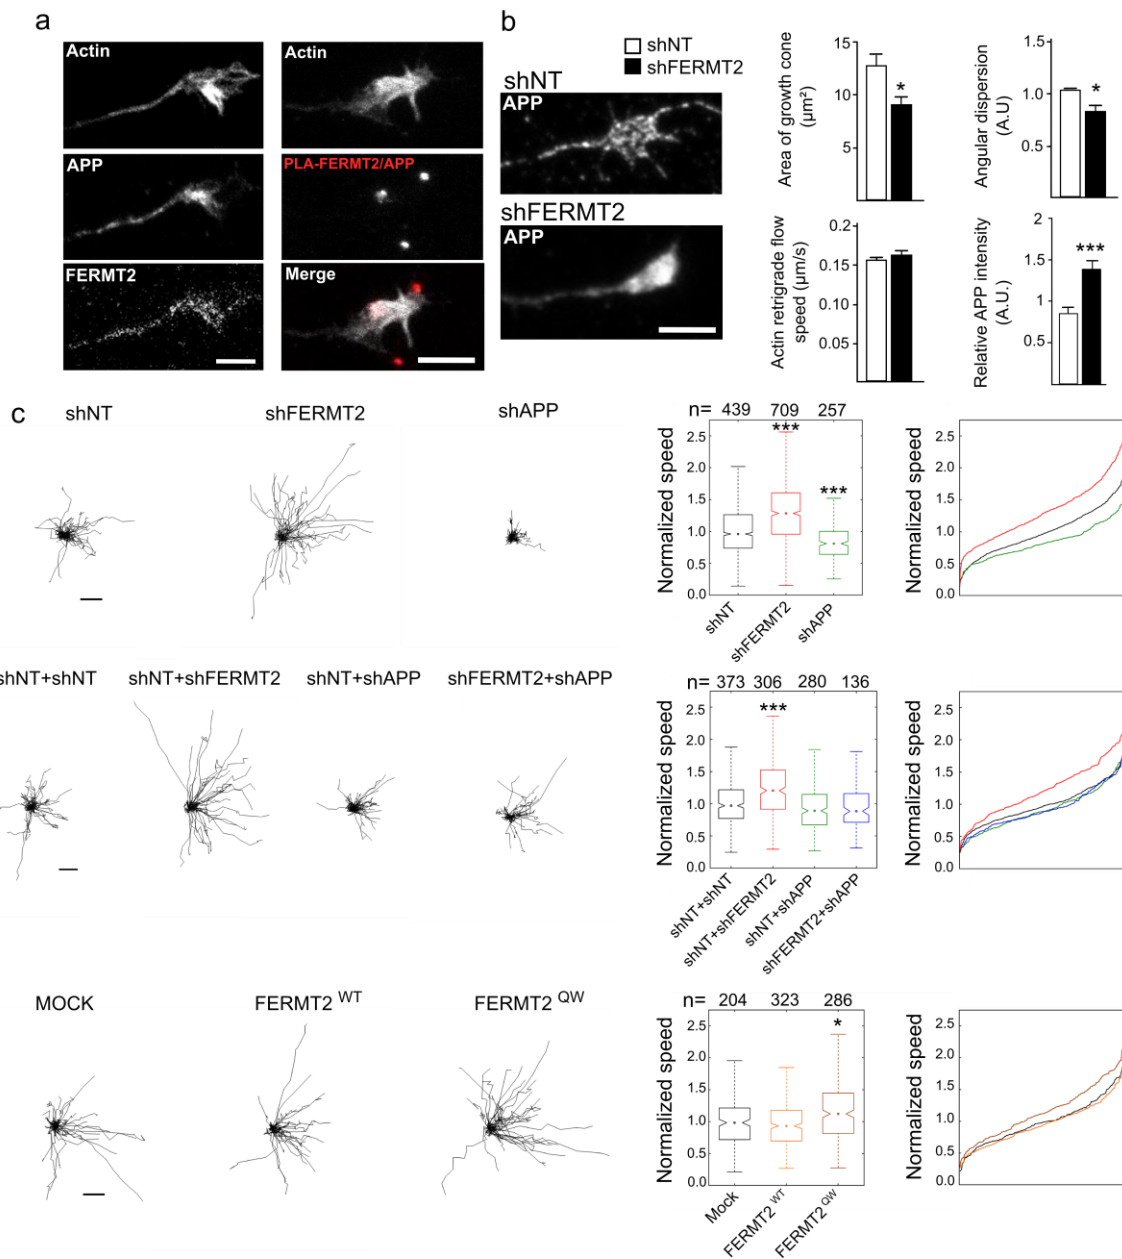 a
Actin
Actin
APP
PLA-FERMT2/APP
FERMT2
Merge
b
shNT
shFERMT2
shNT
APP
shFERMT2
APP
Area of growth cone
(µm²)
15
10
5
*
Angular dispersion
(A.U)
1.5
1.0
0.5
*
Actin retrigrade flow
speed (µm/s)
0.2
0.15
0.10
0.05
Relative APP intensity
(A.U.)
2
1.5
1
0.5
***
c
shNT
shFERMT2
shAPP
n= 439 709 257
*** ***
Normalized speed
2.5
2.0
1.5
1.0
0.5
0.0
shNT
shFERMT2
shAPP
Normalized speed
2.5
2.0
1.5
1.0
0.5
0.0
shNT+shNT
shNT+shFERMT2
shNT+shAPP
shFERMT2+shAPP
n= 373 306 280 136
***
Normalized speed
2.5
2.0
1.5
1.0
0.5
0.0
shNT+shNT
shNT+shFERMT2
shNT+shAPP
shFERMT2+shAPP
Normalized speed
2.5
2.0
1.5
1.0
0.5
0.0
MOCK
FERMT2 WT
FERMT2 QW
n= 204 323 286
*
Normalized speed
2.5
2.0
1.5
1.0
0.5
0.0
Mock
FERMT2 WT
FERMT2 QW
Normalized speed
2.5
2.0
1.5
1.0
0.5
0.0